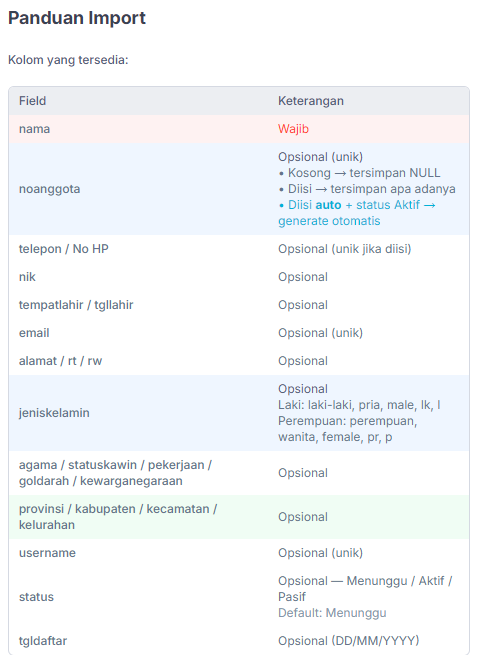 Panduan Import
Kolom yang tersedia:
Field Keterangan
nama Wajib
noanggota Opsional (unik)
• Kosong → tersimpan NULL
• Diisi → tersimpan apa adanya
• Diisi auto + status Aktif →
generate otomatis
telepon / No HP Opsional (unik jika diisi)
nik Opsional
tempatlahir / tgllahir Opsional
email Opsional (unik)
alamat / rt / rw Opsional
jeniskelamin Opsional
Laki: laki-laki, pria, male, lk, l
Perempuan: perempuan,
wanita, female, pr, p
agama / statuskawin / pekerjaan /
goldarah / kewarganegaraan Opsional
provinsi / kabupaten / kecamatan /
kelurahan Opsional
username Opsional (unik)
status Opsional — Menunggu / Aktif /
Pasif
Default: Menunggu
tgldaftar Opsional (DD/MM/YYYY)